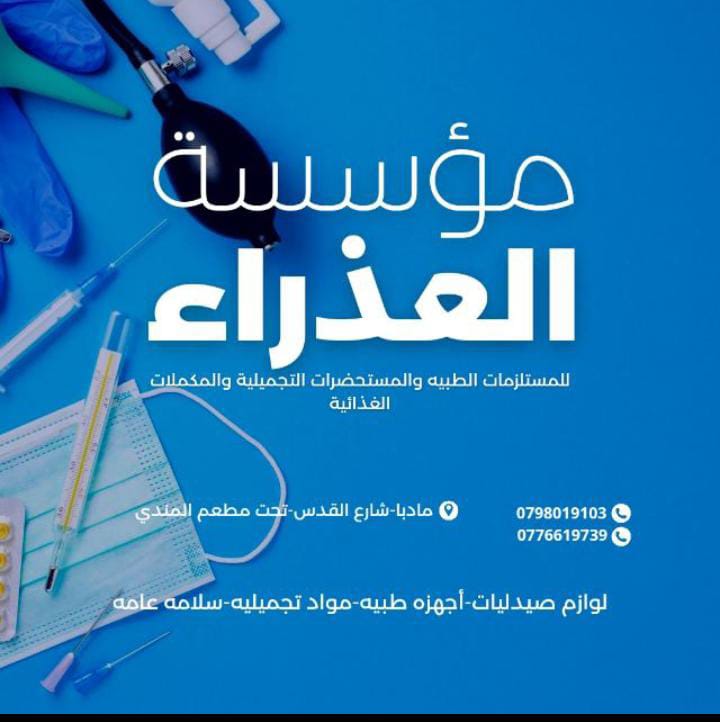 مؤسسة
العذراء
للمستلزمات الطبيه والمستحضرات التجميلية والمكملات
الغذائية
0798019103
0776619739
مادبا-شارع القدس-تحت مطعم المندي
لوازم صيدليات-أجهزه طبيه-مواد تجميليه-سلامه عامه